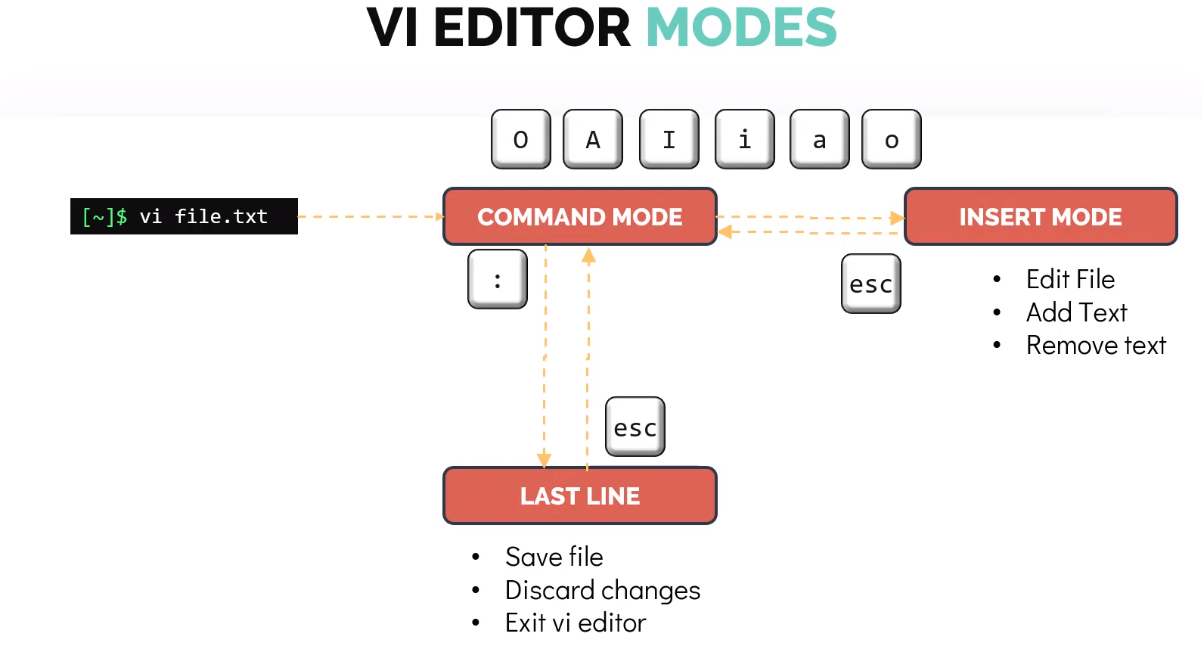 VI EDITOR MODES
O A I i a o
[~]$ vi file.txt
COMMAND MODE
INSERT MODE
:
esc
Edit File
Add Text
Remove text
esc
LAST LINE
Save file
Discard changes
Exit vi editor